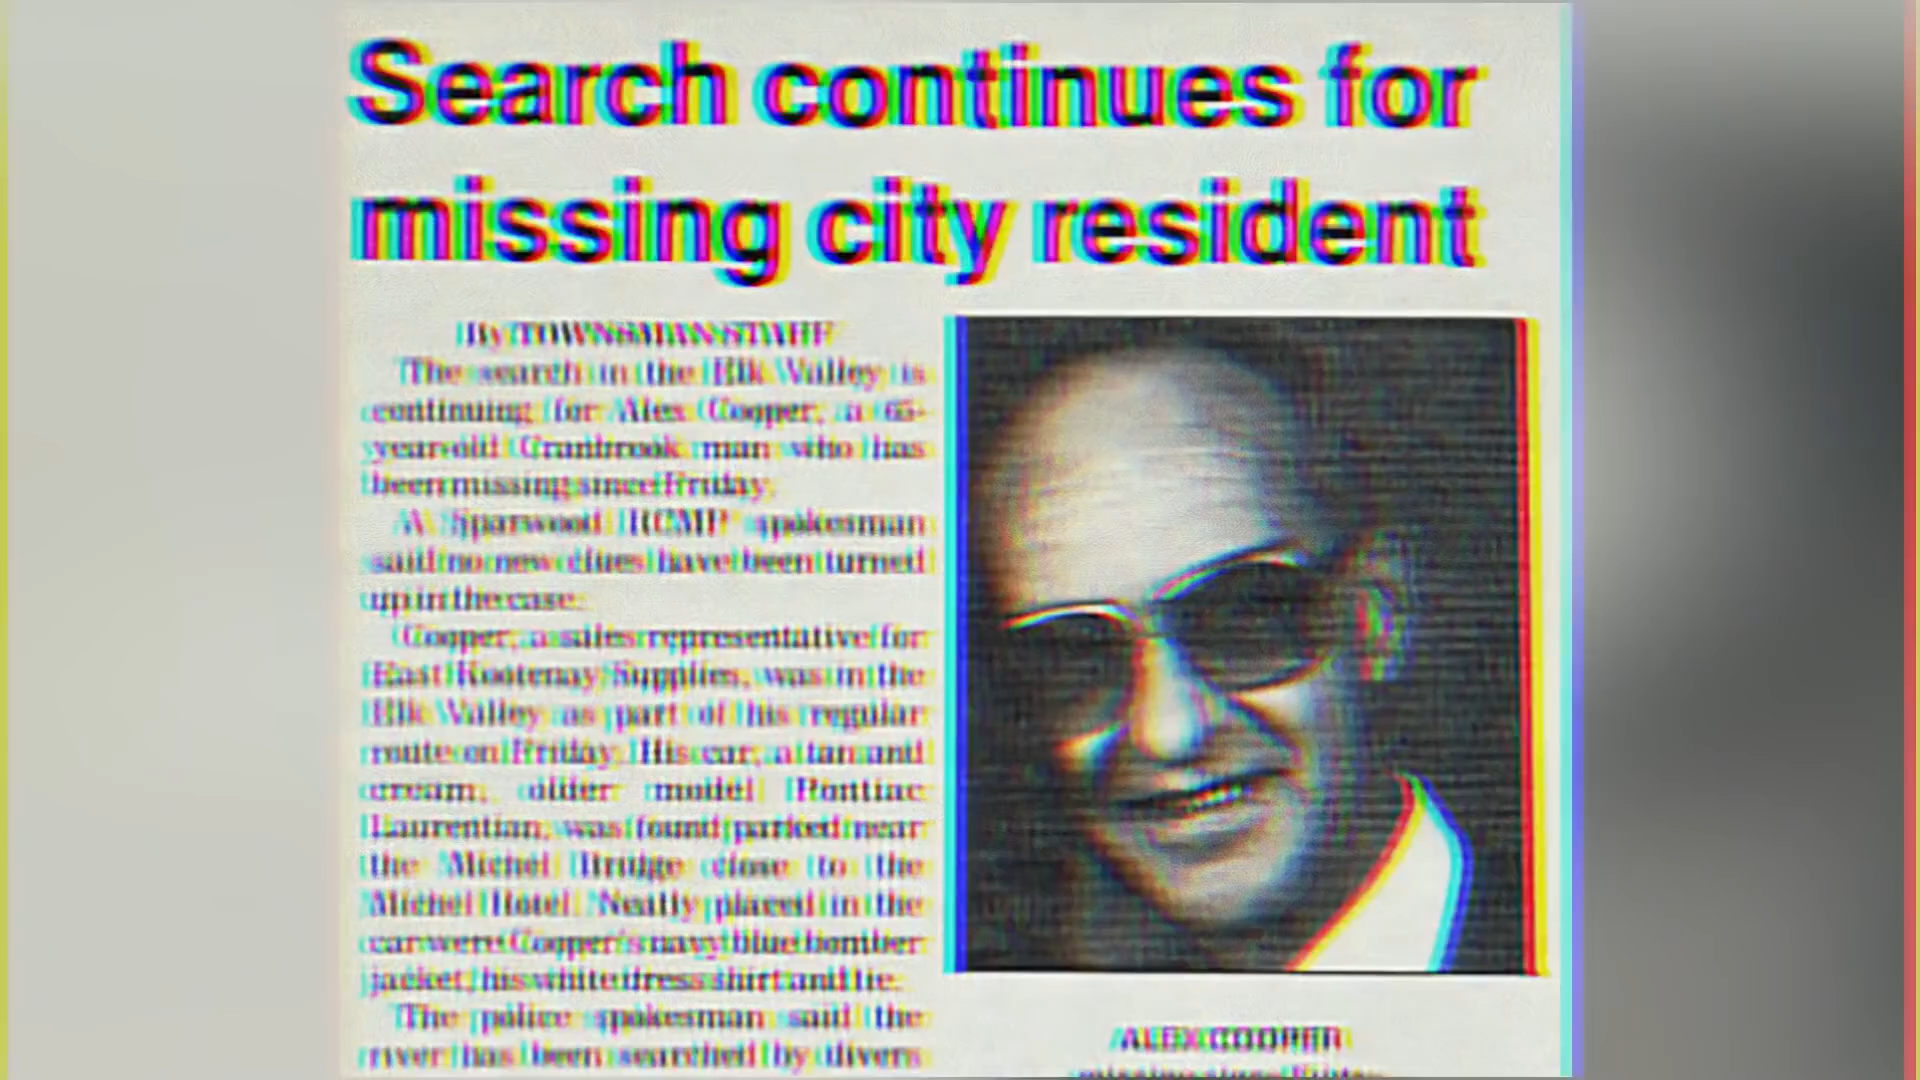 Search continues for
missing city resident
By TOWNSMAN STAFF
The search in the Elk Valley is
continuing for Alex Cooper, a 65-
year-old Cranbrook man who has
been missing since Friday.
A Sparwood RCMP spokesman
said no new clues have been turned
up in the case.
Cooper, a sales representative for
East Kootenay Supplies, was in the
Elk Valley as part of his regular
route on Friday. His car, a tan and
cream, older model Pontiac
Laurentian, was found parked near
the Michel Bridge close to the
Michel Hotel. Neatly placed in the
car were Cooper's navy blue bomber
jacket, his white dress shirt and tie.
The police spokesman said the
river has been searched by divers
ALEX COOPER
missing since Friday